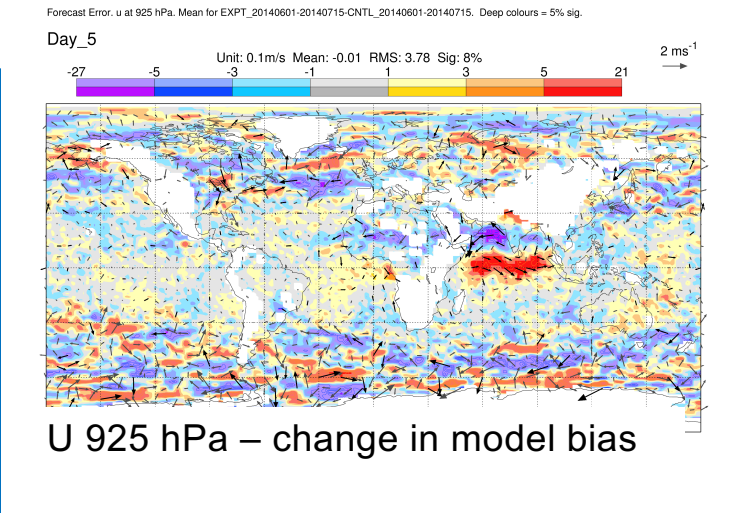 Forecast Error. u at 925 hPa. Mean for EXPT_20140601-20140715-CNTL_20140601-20140715. Deep colours = 5% sig.
Day_5
2 ms-1
Unit: 0.1m/s Mean: -0.01 RMS: 3.78 Sig: 8%
-27 -5 -3 -1 1 3 5 21
U 925 hPa – change in model bias